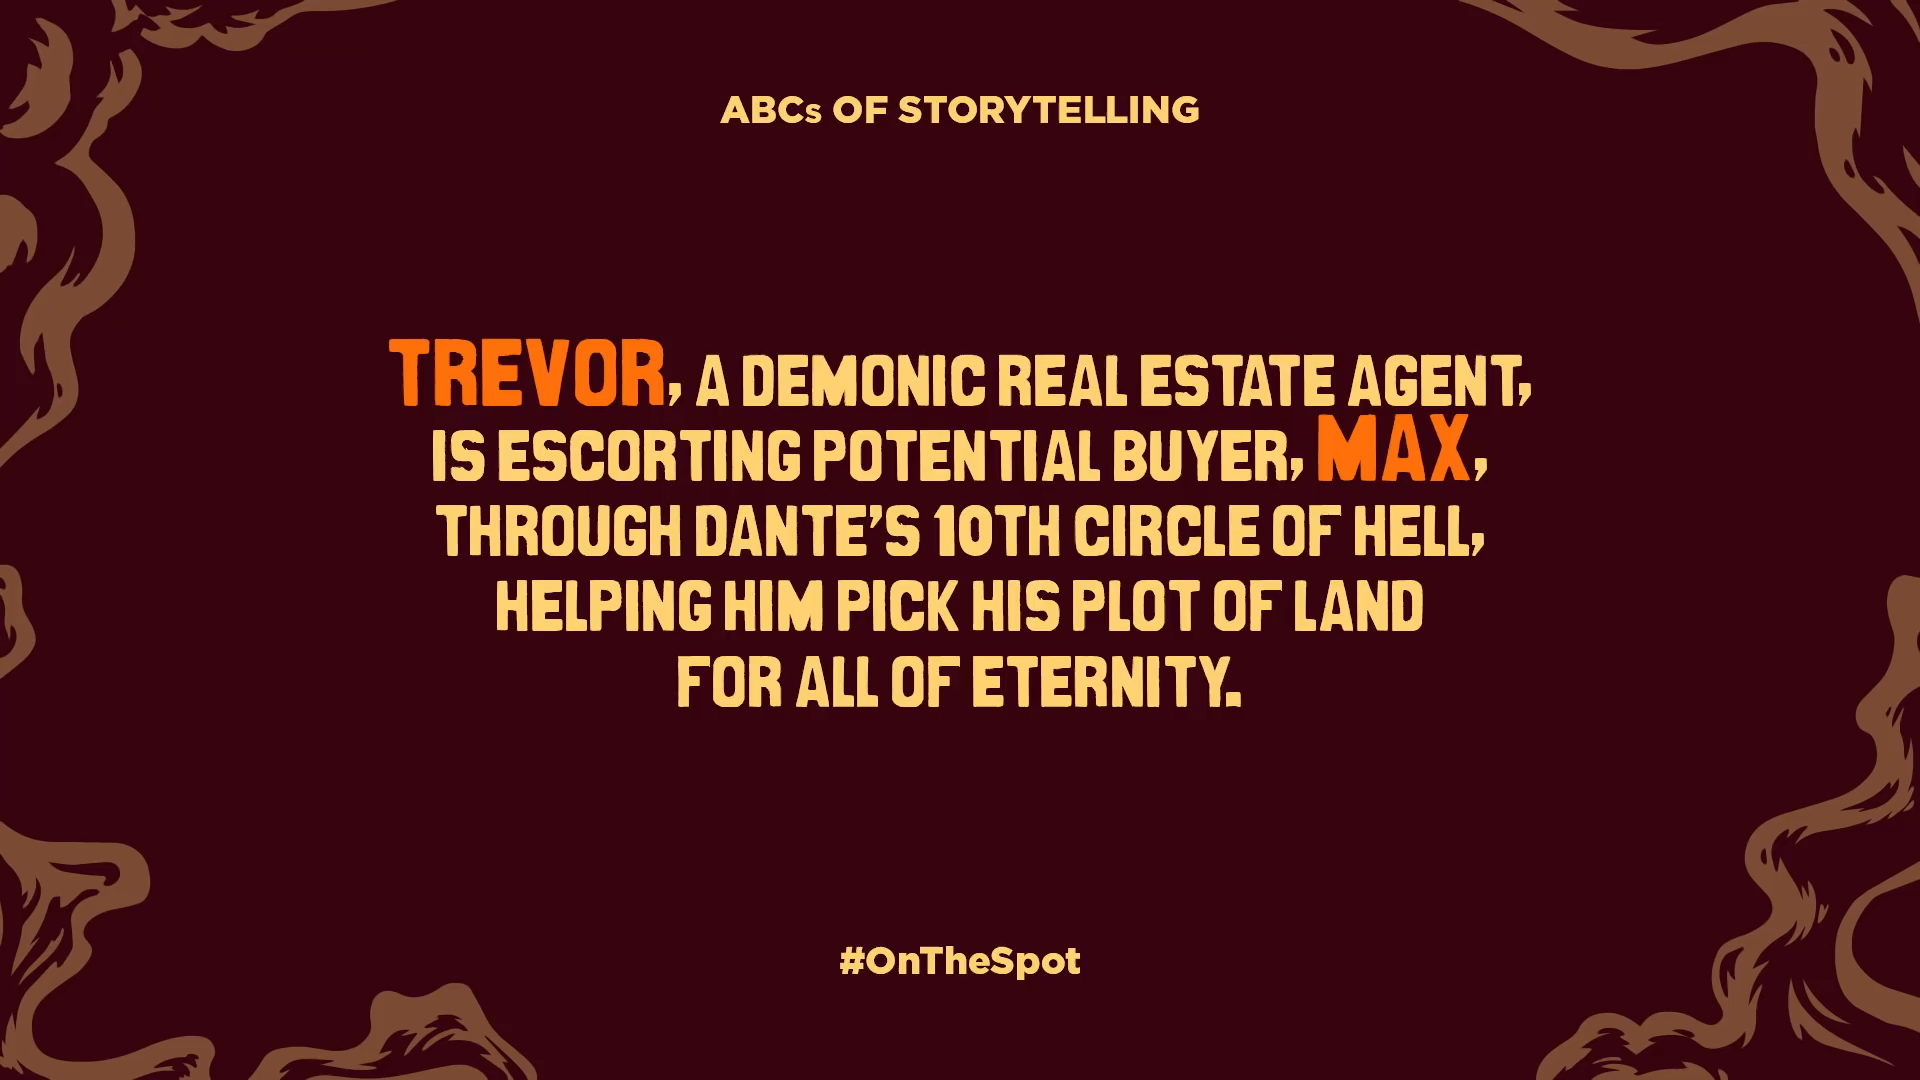 ABCs OF STORYTELLING
TREVOR, A DEMONIC REAL ESTATE AGENT,
IS ESCORTING POTENTIAL BUYER, MAX,
THROUGH DANTE'S 10TH CIRCLE OF HELL,
HELPING HIM PICK HIS PLOT OF LAND
FOR ALL OF ETERNITY.
#OnTheSpot